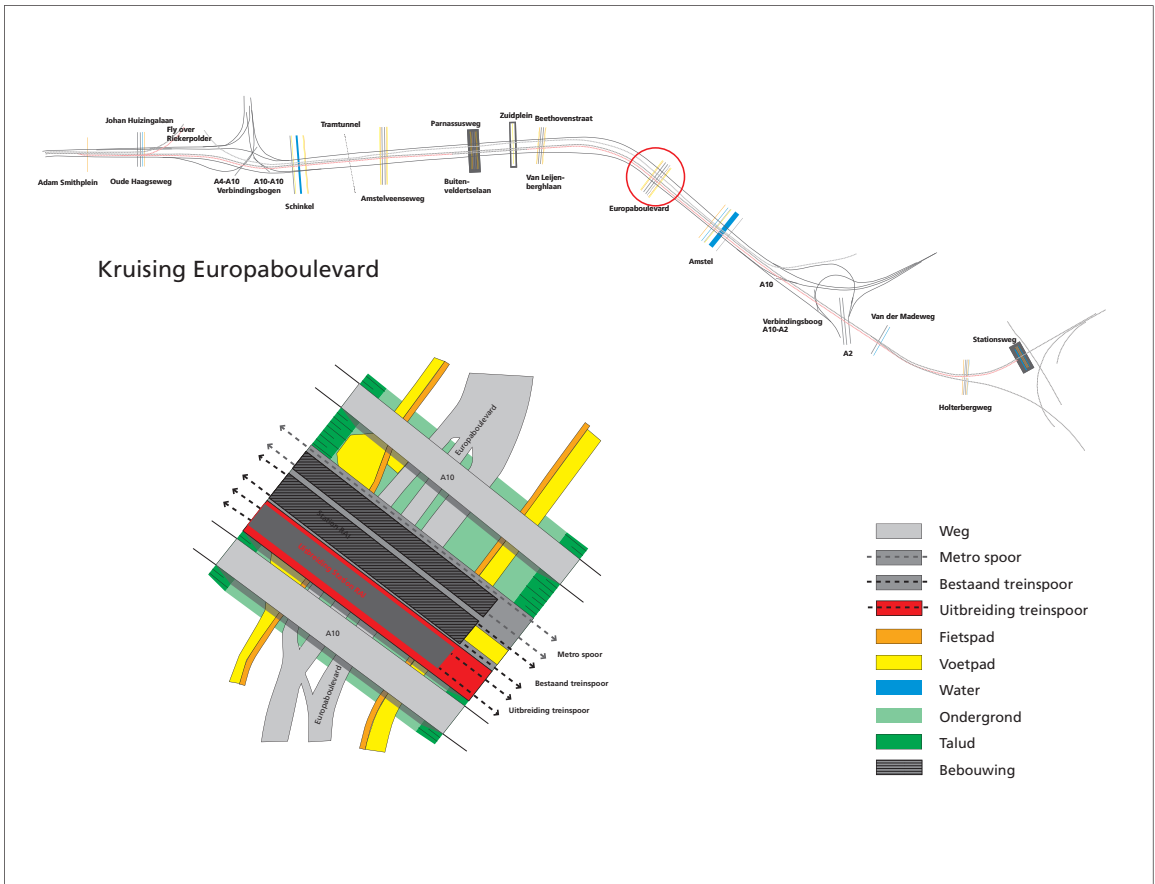 Johan Huizingalaan
Fly over
Riekerpolder
Tramtunnel
Parnassusweg
Zuidplein
Beethovenstraat
Adam Smithplein
Oude Haagseweg
A4-A10
A10-A10
Verbindingsbogen
Schinkel
Amstelveenseweg
Buiten-
veldertselaan
Van Leijen-
berghlaan
Europaboulevard
Amstel
A10
Verbindingsboog
A10-A2
A2
Van der Madeweg
Stationsweg
Holterbergweg
Kruising Europaboulevard
Europaboulevard
A10
Station RAI
A10
Europaboulevard
Metro spoor
Bestaand treinspoor
Uitbreiding treinspoor
Weg
Metro spoor
Bestaand treinspoor
Uitbreiding treinspoor
Fietspad
Voetpad
Water
Ondergrond
Talud
Bebouwing